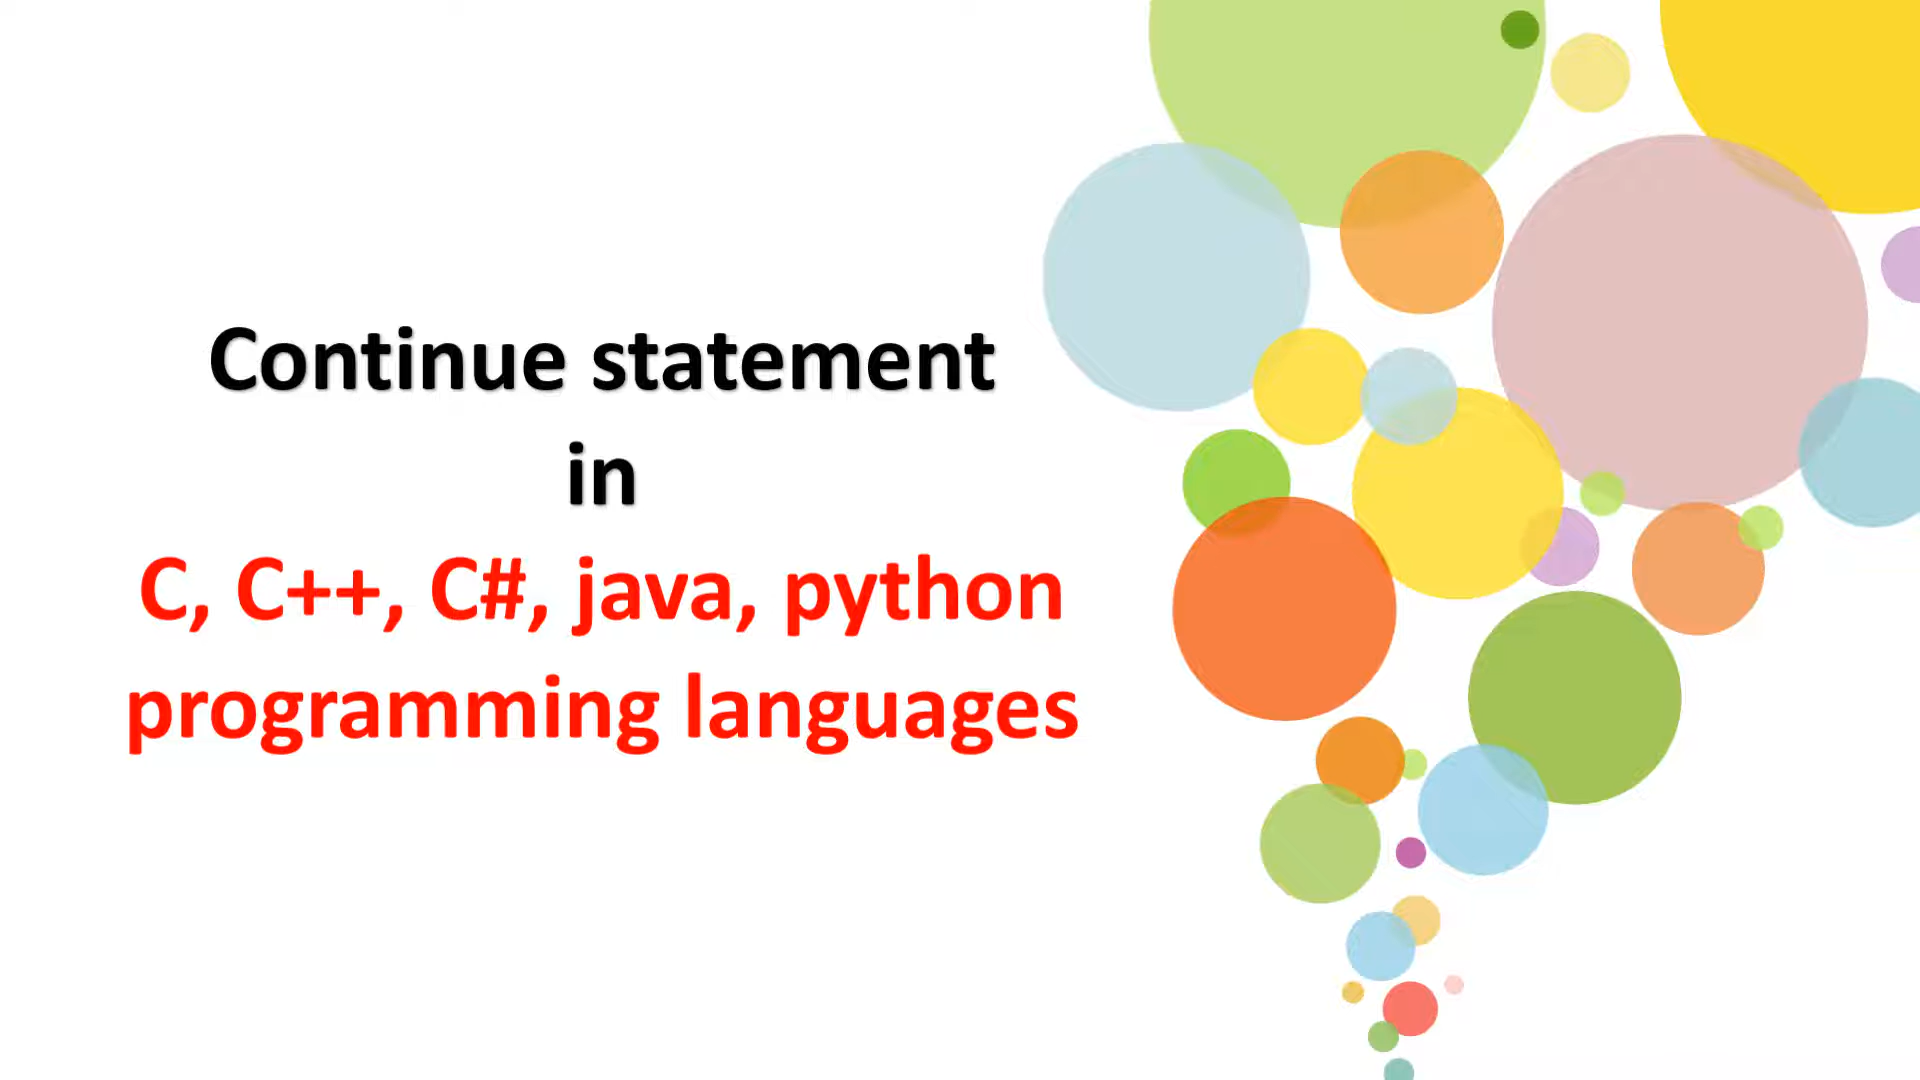 Continue statement
in
C, C++, C#, java, python
programming languages